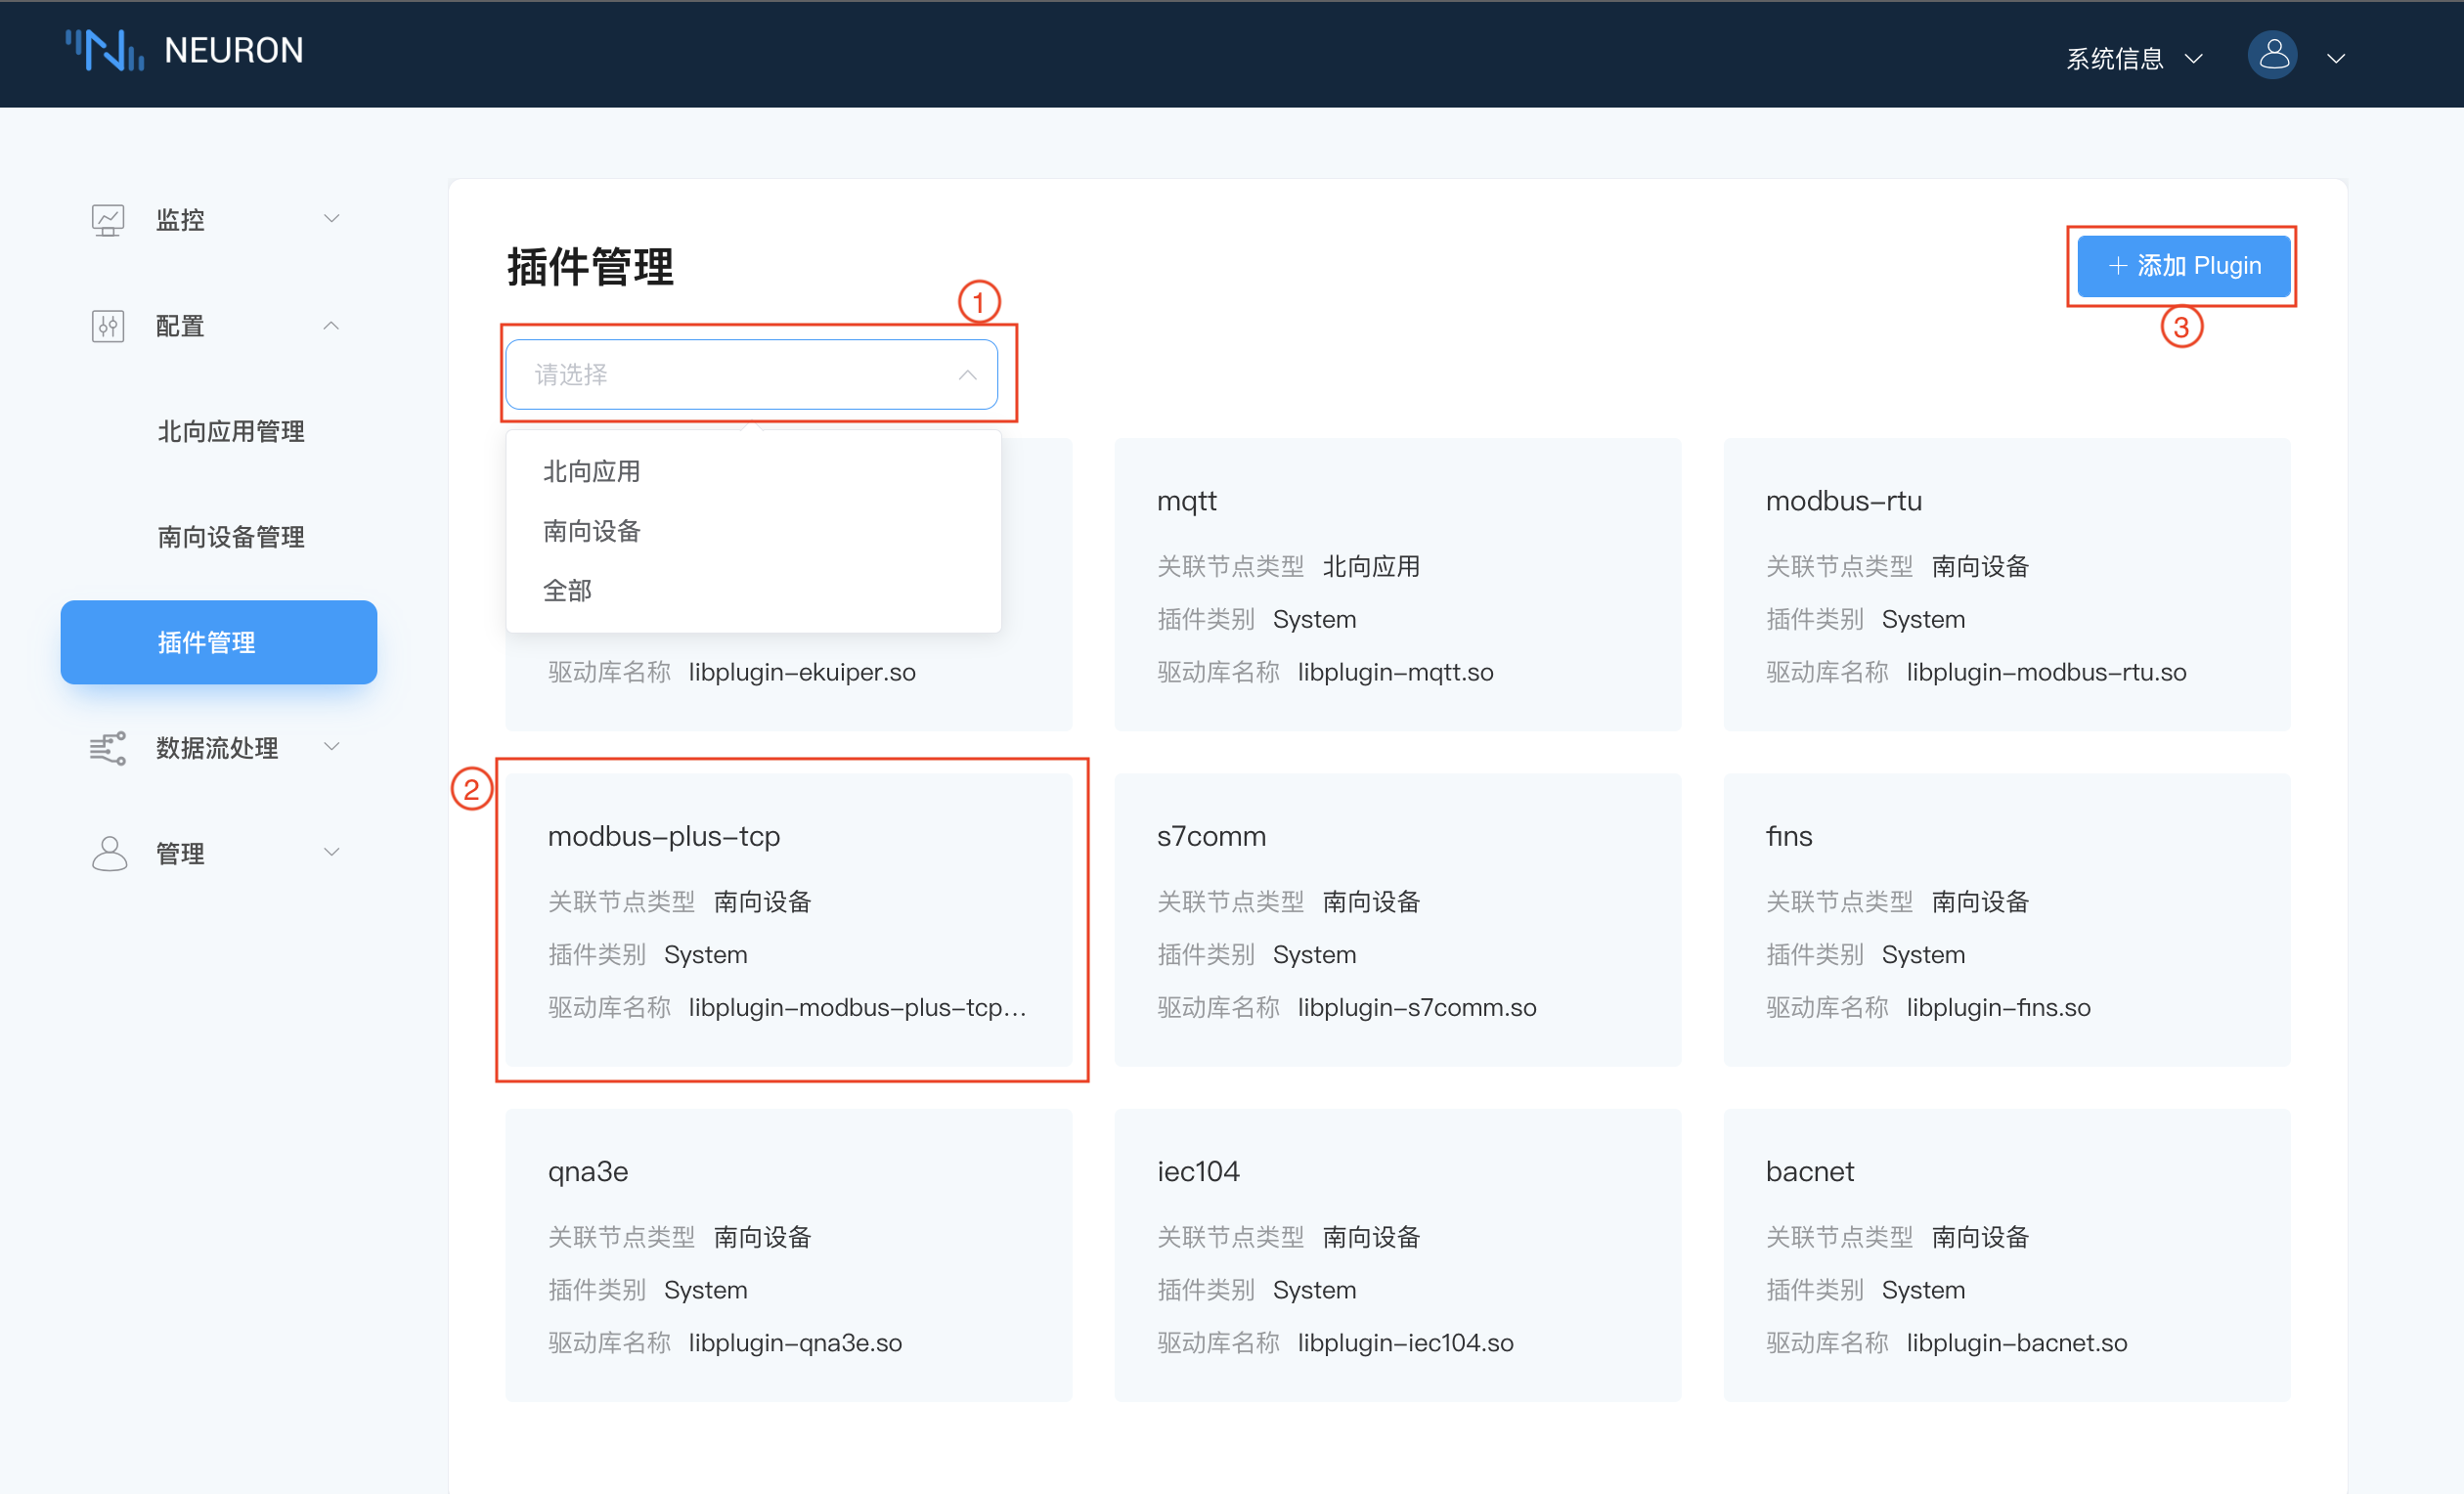 NEURON
系统信息
监控
配置
北向应用管理
南向设备管理
插件管理
数据流处理
管理
插件管理
+ 添加 Plugin
1
3
请选择
北向应用
南向设备
全部
驱动库名称 libplugin-ekuiper.so
mqtt
关联节点类型 北向应用
插件类别 System
驱动库名称 libplugin-mqtt.so
modbus-rtu
关联节点类型 南向设备
插件类别 System
驱动库名称 libplugin-modbus-rtu.so
2
modbus-plus-tcp
关联节点类型 南向设备
插件类别 System
驱动库名称 libplugin-modbus-plus-tcp...
s7comm
关联节点类型 南向设备
插件类别 System
驱动库名称 libplugin-s7comm.so
fins
关联节点类型 南向设备
插件类别 System
驱动库名称 libplugin-fins.so
qna3e
关联节点类型 南向设备
插件类别 System
驱动库名称 libplugin-qna3e.so
iec104
关联节点类型 南向设备
插件类别 System
驱动库名称 libplugin-iec104.so
bacnet
关联节点类型 南向设备
插件类别 System
驱动库名称 libplugin-bacnet.so